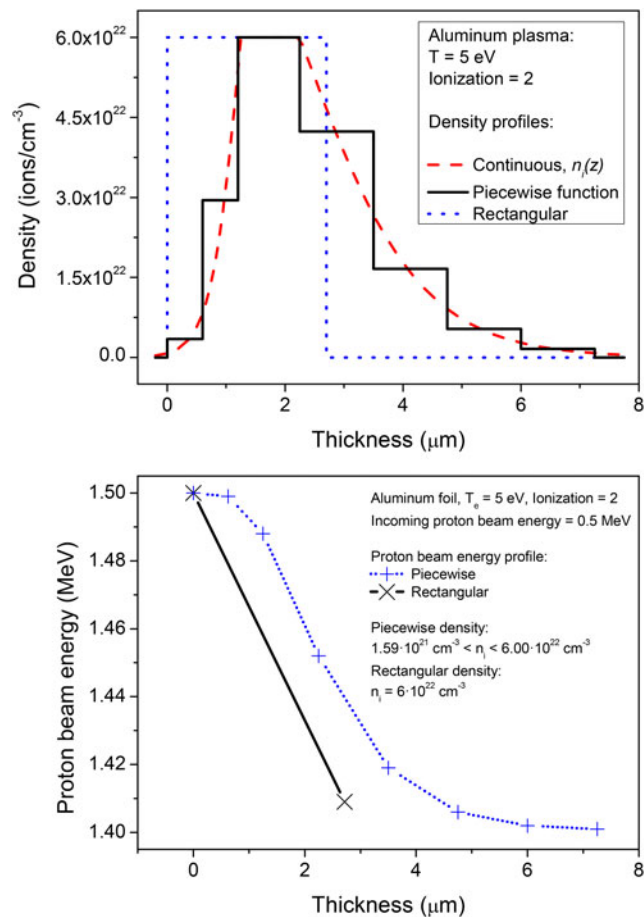 6.0x10²²
4.5x10²²
3.0x10²²
1.5x10²²
0.0
Density (ions/cm⁻³)
Aluminum plasma:
T = 5 eV
Ionization = 2
Density profiles:
Continuous, nᵢ(z)
Piecewise function
Rectangular
0 2 4 6 8
Thickness (μm)
1.50
1.48
1.46
1.44
1.42
1.40
Proton beam energy (MeV)
Aluminum foil, Tₑ = 5 eV, Ionization = 2
Incoming proton beam energy = 0.5 MeV
Proton beam energy profile:
Piecewise
Rectangular
Piecewise density:
1.59·10²¹ cm⁻³ < nᵢ < 6.00·10²² cm⁻³
Rectangular density:
nᵢ = 6·10²² cm⁻³
0 2 4 6 8
Thickness (μm)